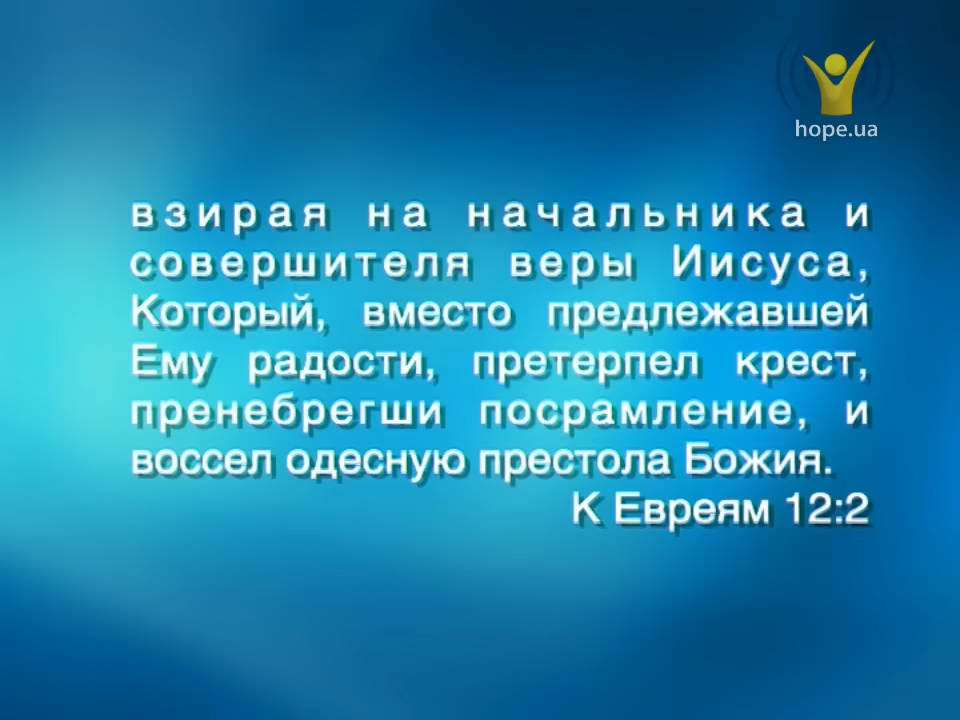 hope.ua
взирая на начальника и
совершителя веры Иисуса,
Который, вместо предлежавшей
Ему радости, претерпел крест,
пренебрегши посрамление, и
воссел одесную престола Божия.
К Евреям 12:2